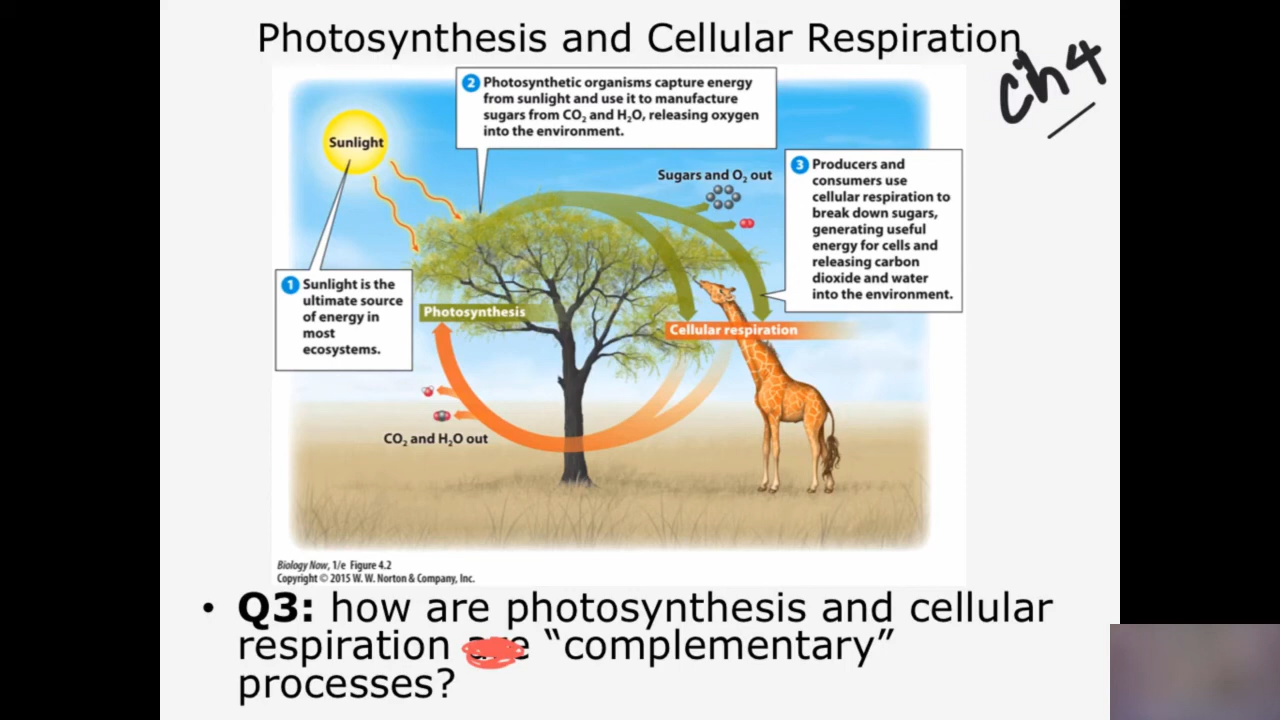 Photosynthesis and Cellular Respiration
Ch 4
2 Photosynthetic organisms capture energy
from sunlight and use it to manufacture
sugars from CO₂ and H₂O, releasing oxygen
into the environment.
Sunlight
3 Producers and
consumers use
cellular respiration to
break down sugars,
generating useful
energy for cells and
releasing carbon
dioxide and water
into the environment.
Sugars and O₂ out
1 Sunlight is the
ultimate source
of energy in
most
ecosystems.
Photosynthesis
Cellular respiration
CO₂ and H₂O out
Biology Now, 1/e Figure 4.2
Copyright © 2015 W. W. Norton & Company, Inc.
• Q3: how are photosynthesis and cellular
respiration are “complementary”
processes?